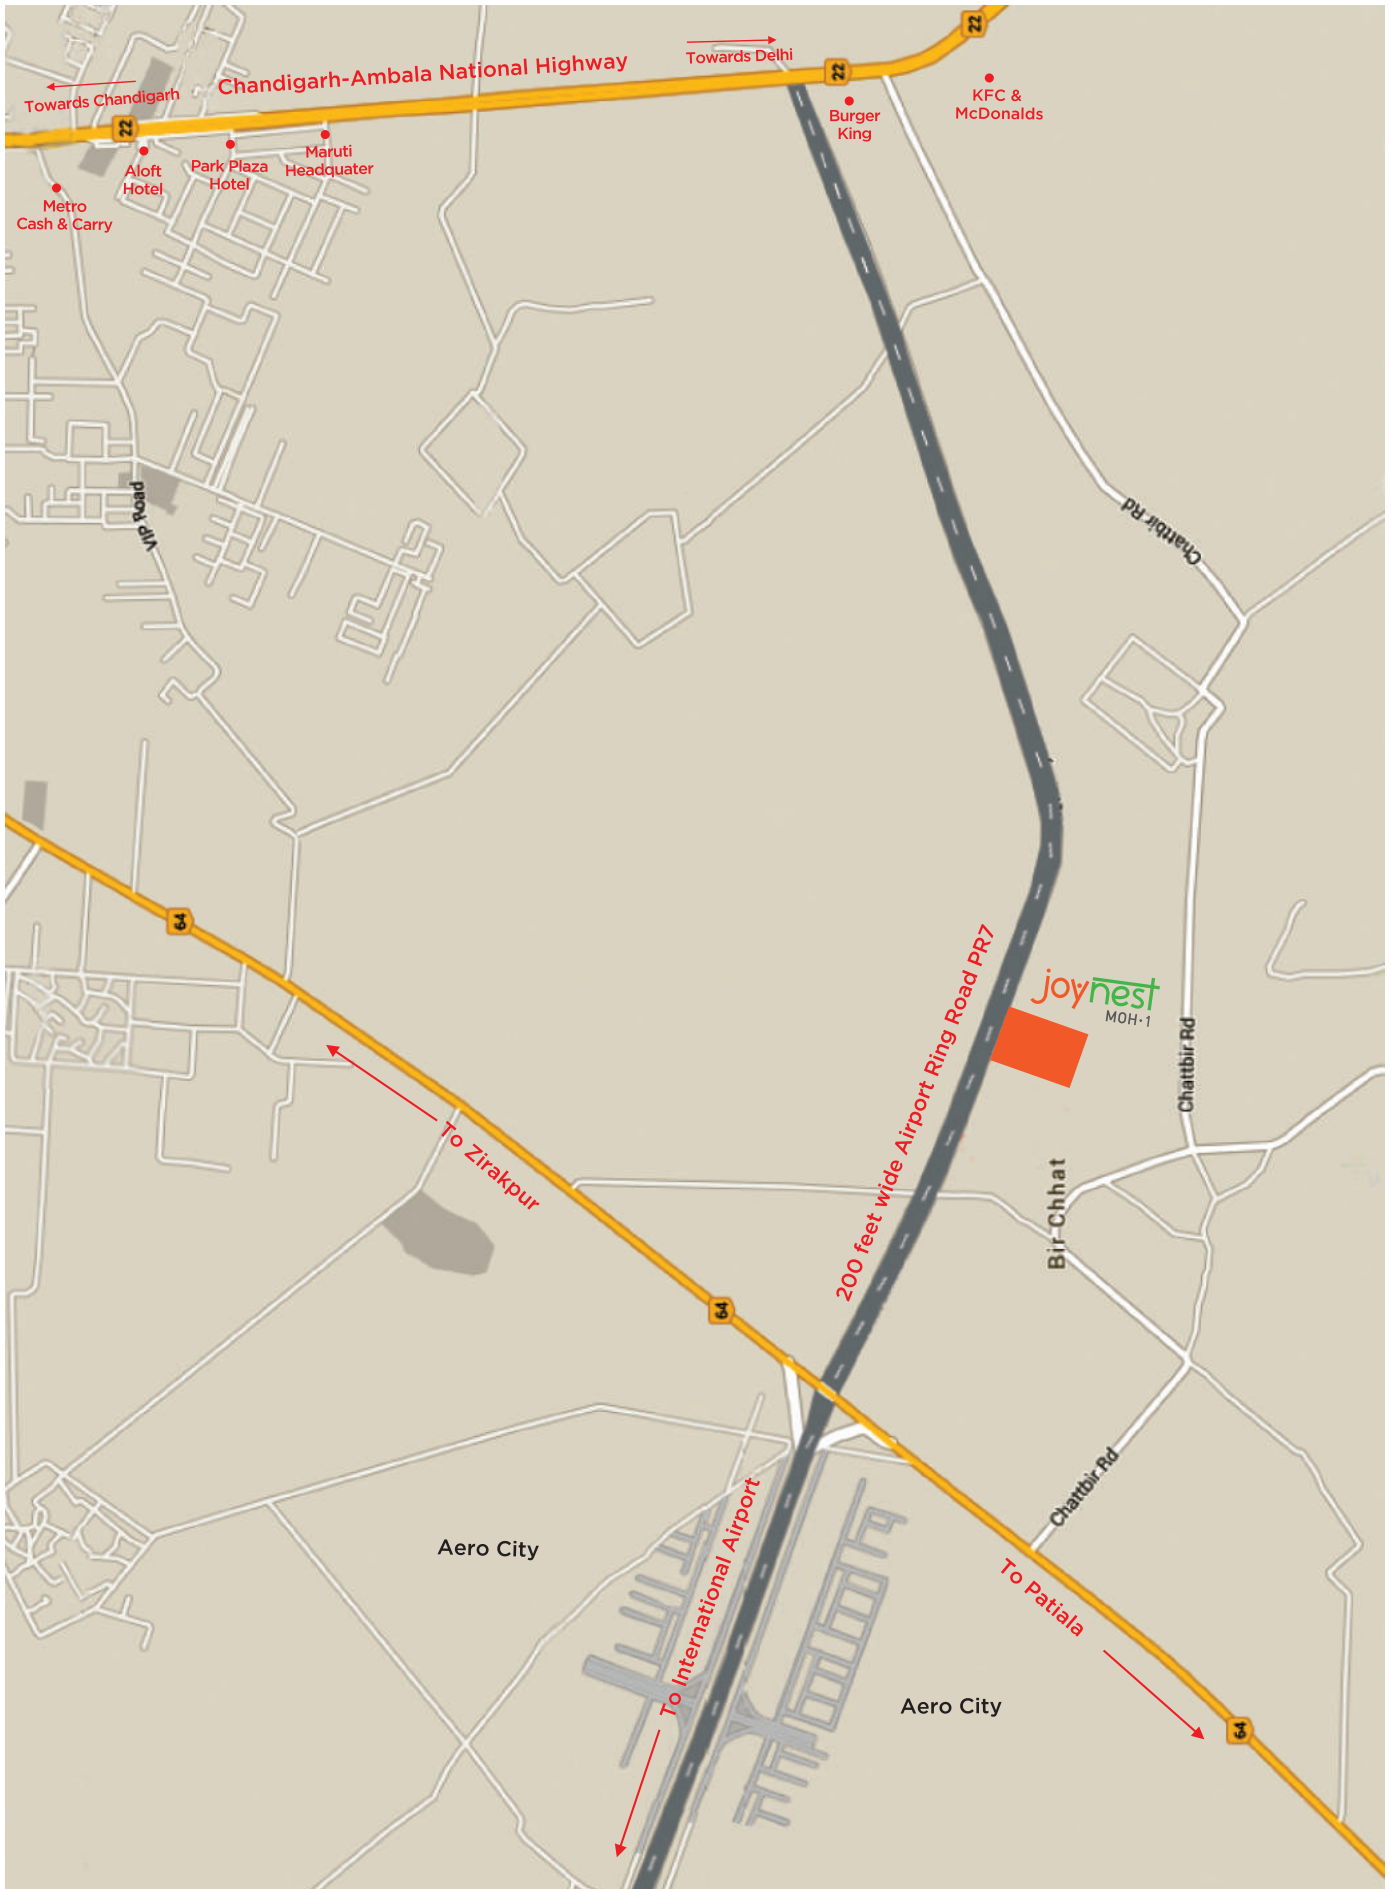 22
Towards Delhi
Chandigarh-Ambala National Highway
22
Towards Chandigarh
KFC &
McDonalds
Burger
King
22
Maruti
Headquater
Park Plaza
Hotel
Aloft
Hotel
Metro
Cash & Carry
VIP Road
Chattbir Rd
64
200 feet wide Airport Ring Road PR7
joynest
MOH·1
Chattbir Rd
To Zirakpur
Bir Chhat
64
Chattbir Rd
To International Airport
Aero City
To Patiala
Aero City
64